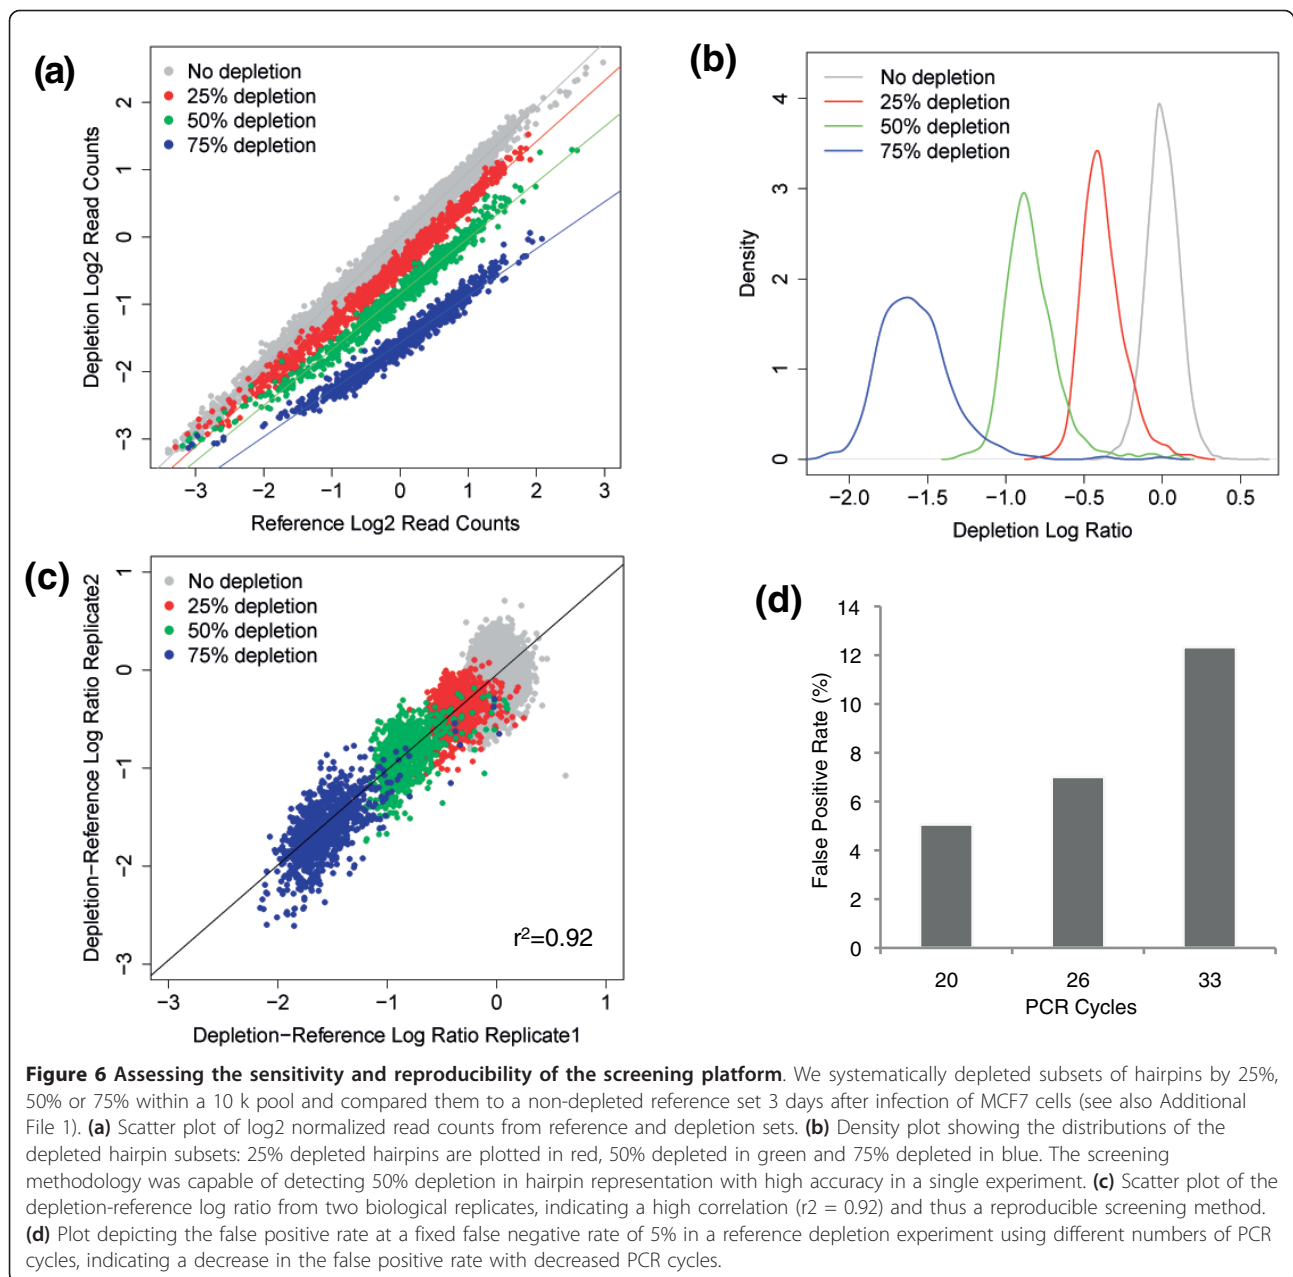 (a)
No depletion
25% depletion
50% depletion
75% depletion
Depletion Log2 Read Counts
2
1
0
−1
−2
−3
−3 −2 −1 0 1 2 3
Reference Log2 Read Counts
(b)
No depletion
25% depletion
50% depletion
75% depletion
Density
4
3
2
1
0
−2.0 −1.5 −1.0 −0.5 0.0 0.5
Depletion Log Ratio
(c)
No depletion
25% depletion
50% depletion
75% depletion
Depletion−Reference Log Ratio Replicate2
1
0
−1
−2
−3
r²=0.92
−3 −2 −1 0 1
Depletion−Reference Log Ratio Replicate1
(d)
False Positive Rate (%)
14
12
10
8
6
4
2
0
20 26 33
PCR Cycles
Figure 6 Assessing the sensitivity and reproducibility of the screening platform. We systematically depleted subsets of hairpins by 25%,
50% or 75% within a 10 k pool and compared them to a non-depleted reference set 3 days after infection of MCF7 cells (see also Additional
File 1). (a) Scatter plot of log2 normalized read counts from reference and depletion sets. (b) Density plot showing the distributions of the
depleted hairpin subsets: 25% depleted hairpins are plotted in red, 50% depleted in green and 75% depleted in blue. The screening
methodology was capable of detecting 50% depletion in hairpin representation with high accuracy in a single experiment. (c) Scatter plot of the
depletion-reference log ratio from two biological replicates, indicating a high correlation (r2 = 0.92) and thus a reproducible screening method.
(d) Plot depicting the false positive rate at a fixed false negative rate of 5% in a reference depletion experiment using different numbers of PCR
cycles, indicating a decrease in the false positive rate with decreased PCR cycles.